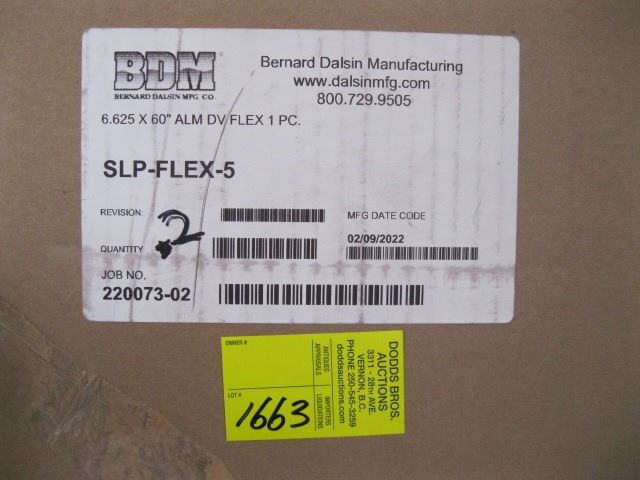 BDM
BERNARD DALSIN MFG. CO.
Bernard Dalsin Manufacturing
www.dalsinmfg.com
800.729.9505
6.625 X 60" ALM DV FLEX 1 PC.
SLP-FLEX-5
REVISION:
MFG DATE CODE
QUANTITY
2
02/09/2022
JOB NO.
220073-02
OWNER #
LOT #
1663
ANTIQUES
APPRAISALS
IMPORTERS
LIQUIDATIONS
DODDS BROS.
AUCTIONS
3311 - 28TH AVE.
VERNON, B.C.
PHONE 250-545-3259
doddsauctions.com